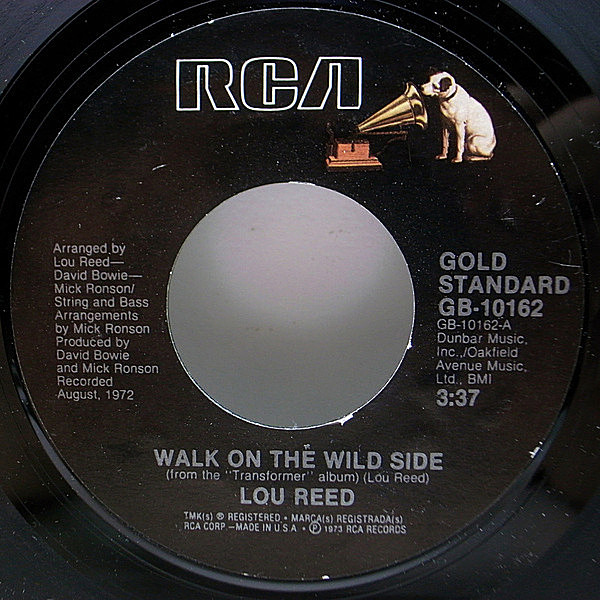 RCA
Arranged by
Lou Reed—
David Bowie—
Mick Ronson/
String and Bass
Arrangements
by Mick Ronson
Produced by
David Bowie
and Mick Ronson
Recorded
August, 1972
GOLD
STANDARD
GB-10162
GB-10162-A
Dunbar Music,
Inc./Oakfield
Avenue Music,
Ltd., BMI
3:37
WALK ON THE WILD SIDE
(from the "Transformer" album) (Lou Reed)
LOU REED
TMK(s) ® REGISTERED • MARCA(s) REGISTRADA(s)
RCA CORP.—MADE IN U.S.A. • ℗ 1973 RCA RECORDS